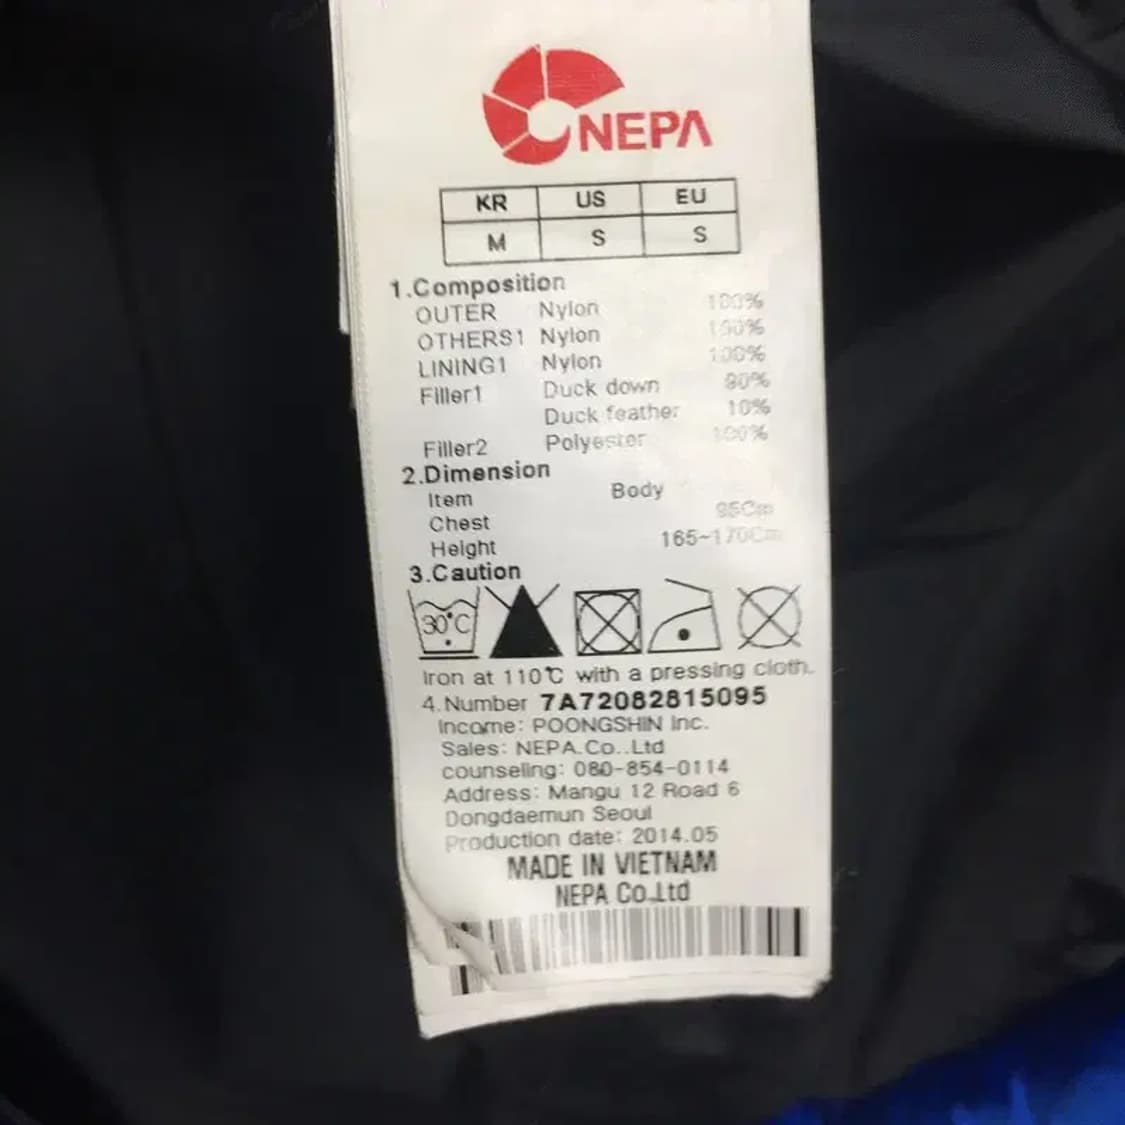 NEPA
KR US EU
M S S
1.Composition
OUTER Nylon 100%
OTHERS1 Nylon 100%
LINING1 Nylon 100%
Filler1 Duck down 90%
Duck feather 10%
Filler2 Polyester 100%
2.Dimension
Item Body
Chest 95Cm
Height 165~170Cm
3.Caution
30°C
Iron at 110℃ with a pressing cloth.
4.Number 7A72082815095
Income: POONGSHIN Inc.
Sales: NEPA.Co..Ltd
counseling: 080-854-0114
Address: Mangu 12 Road 6
Dongdaemun Seoul
Production date: 2014.05
MADE IN VIETNAM
NEPA Co.Ltd